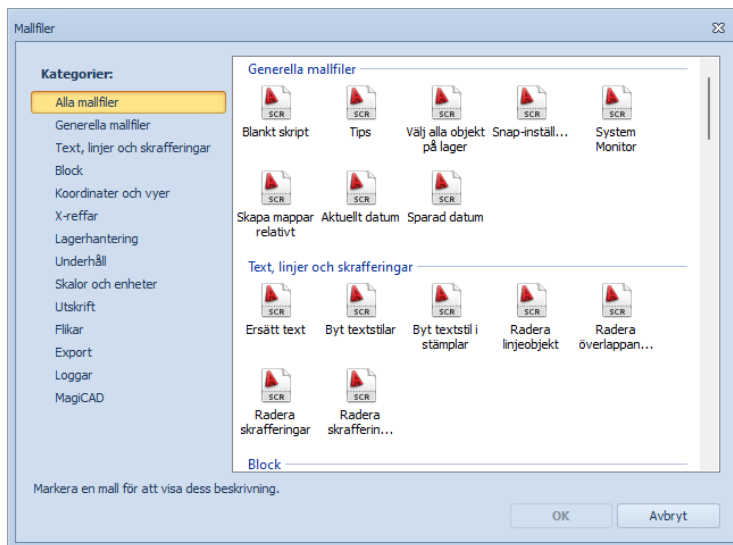 Mallfiler
Kategorier:
Alla mallfiler
Generella mallfiler
Text, linjer och skrafferingar
Block
Koordinater och vyer
X-reffar
Lagerhantering
Underhåll
Skalor och enheter
Utskrift
Flikar
Export
Loggar
MagiCAD
Generella mallfiler
SCR SCR SCR SCR SCR
Blankt skript Tips Välj alla objekt Snap-inställ... System
på lager Monitor
SCR SCR SCR
Skapa mappar Aktuellt datum Sparad datum
relativt
Text, linjer och skrafferingar
SCR SCR SCR SCR SCR
Ersätt text Byt textstilar Byt textstil i Radera Radera
stämplar linjeobjekt överlappan...
SCR SCR
Radera Radera
skrafferingar skrafferin...
Block
Markera en mall för att visa dess beskrivning.
OK Avbryt